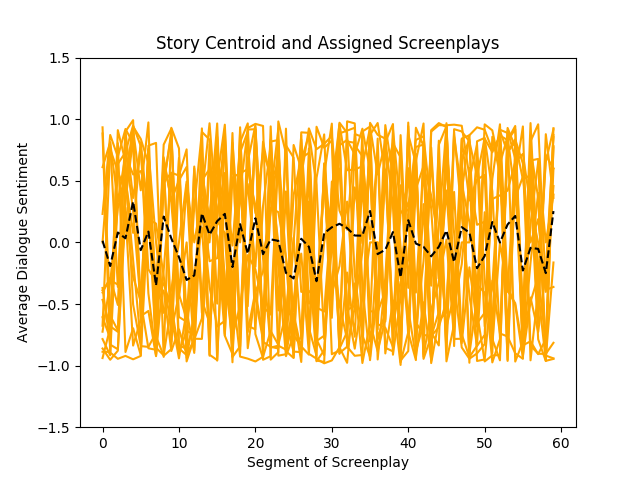 Story Centroid and Assigned Screenplays
1.5
1.0
0.5
0.0
−0.5
−1.0
−1.5
Average Dialogue Sentiment
0 10 20 30 40 50 60
Segment of Screenplay